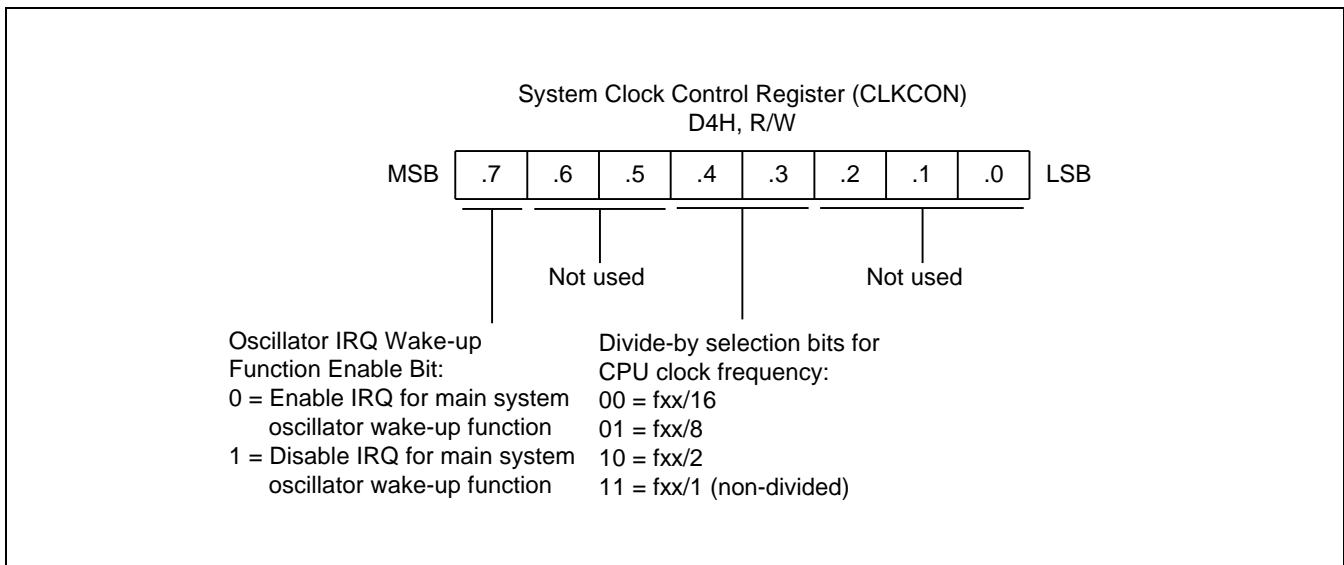 System Clock Control Register (CLKCON)
D4H, R/W
MSB .7 .6 .5 .4 .3 .2 .1 .0 LSB
Not used
Not used
Oscillator IRQ Wake-up
Function Enable Bit:
0 = Enable IRQ for main system
oscillator wake-up function
1 = Disable IRQ for main system
oscillator wake-up function
Divide-by selection bits for
CPU clock frequency:
00 = fxx/16
01 = fxx/8
10 = fxx/2
11 = fxx/1 (non-divided)